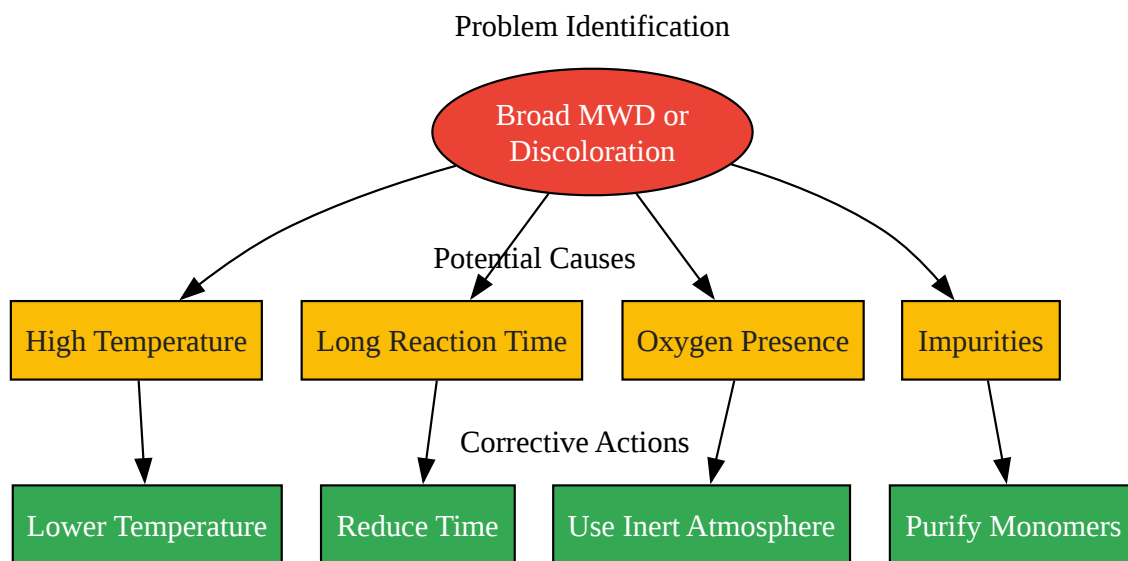 Problem Identification
Broad MWD or
Discoloration
Potential Causes
High Temperature
Long Reaction Time
Oxygen Presence
Impurities
Corrective Actions
Lower Temperature
Reduce Time
Use Inert Atmosphere
Purify Monomers